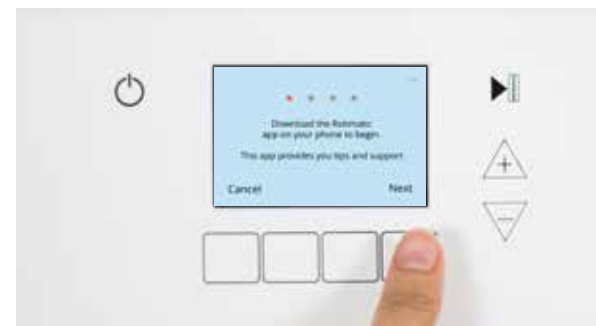 Download the Rotimatic
app on your phone to begin.
This app provides you tips and support
Cancel
Next